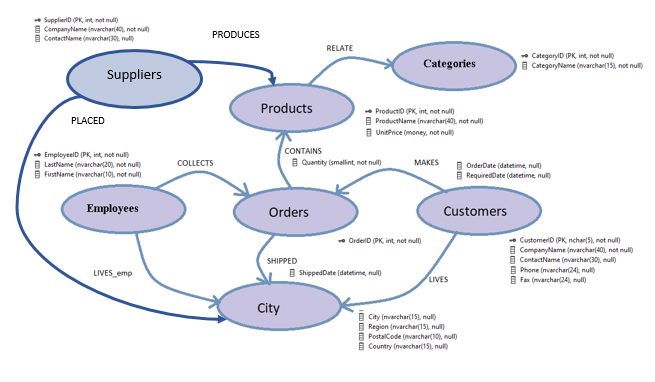 SupplierID (PK, int, not null)
CompanyName (nvarchar(40), not null)
ContactName (nvarchar(30), null)
PRODUCES
Suppliers
RELATE
Categories
CategoryID (PK, int, not null)
CategoryName (nvarchar(15), not null)
Products
ProductID (PK, int, not null)
ProductName (nvarchar(40), not null)
UnitPrice (money, not null)
PLACED
EmployeeID (PK, int, not null)
LastName (nvarchar(20), not null)
FirstName (nvarchar(10), not null)
COLLECTS
CONTAINS
Quantity (smallint, not null)
MAKES
OrderDate (datetime, null)
RequiredDate (datetime, null)
Employees
Orders
Customers
OrderID (PK, int, not null)
CustomerID (PK, nchar(5), not null)
CompanyName (nvarchar(40), not null)
ContactName (nvarchar(30), null)
Phone (nvarchar(24), null)
Fax (nvarchar(24), null)
SHIPPED
ShippedDate (datetime, null)
LIVES_emp
LIVES
City
City (nvarchar(15), null)
Region (nvarchar(15), null)
PostalCode (nvarchar(10), null)
Country (nvarchar(15), null)